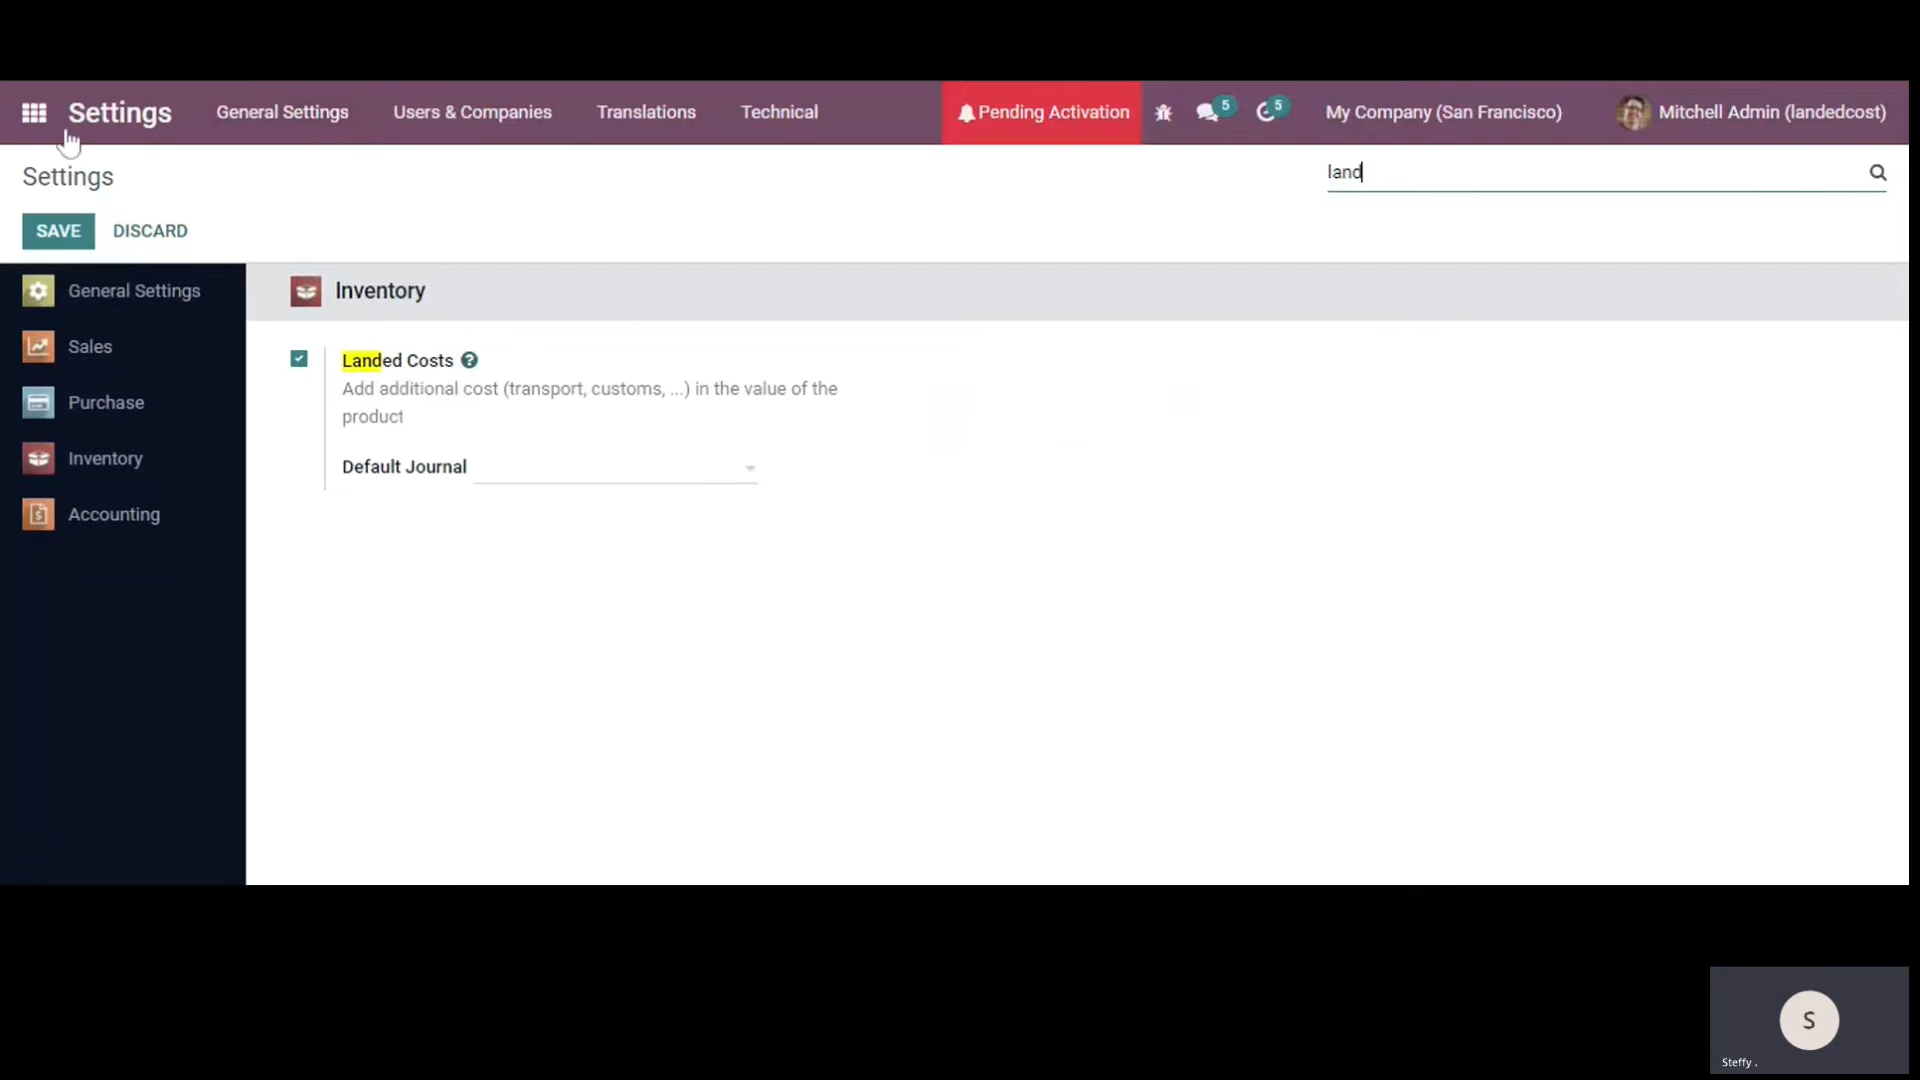 Settings General Settings Users & Companies Translations Technical Pending Activation 5 5 My Company (San Francisco) Mitchell Admin (landedcost)
Settings
land
SAVE DISCARD
General Settings
Sales
Purchase
Inventory
Accounting
Inventory
Landed Costs ?
Add additional cost (transport, customs, ...) in the value of the
product
Default Journal
S
Steffy .